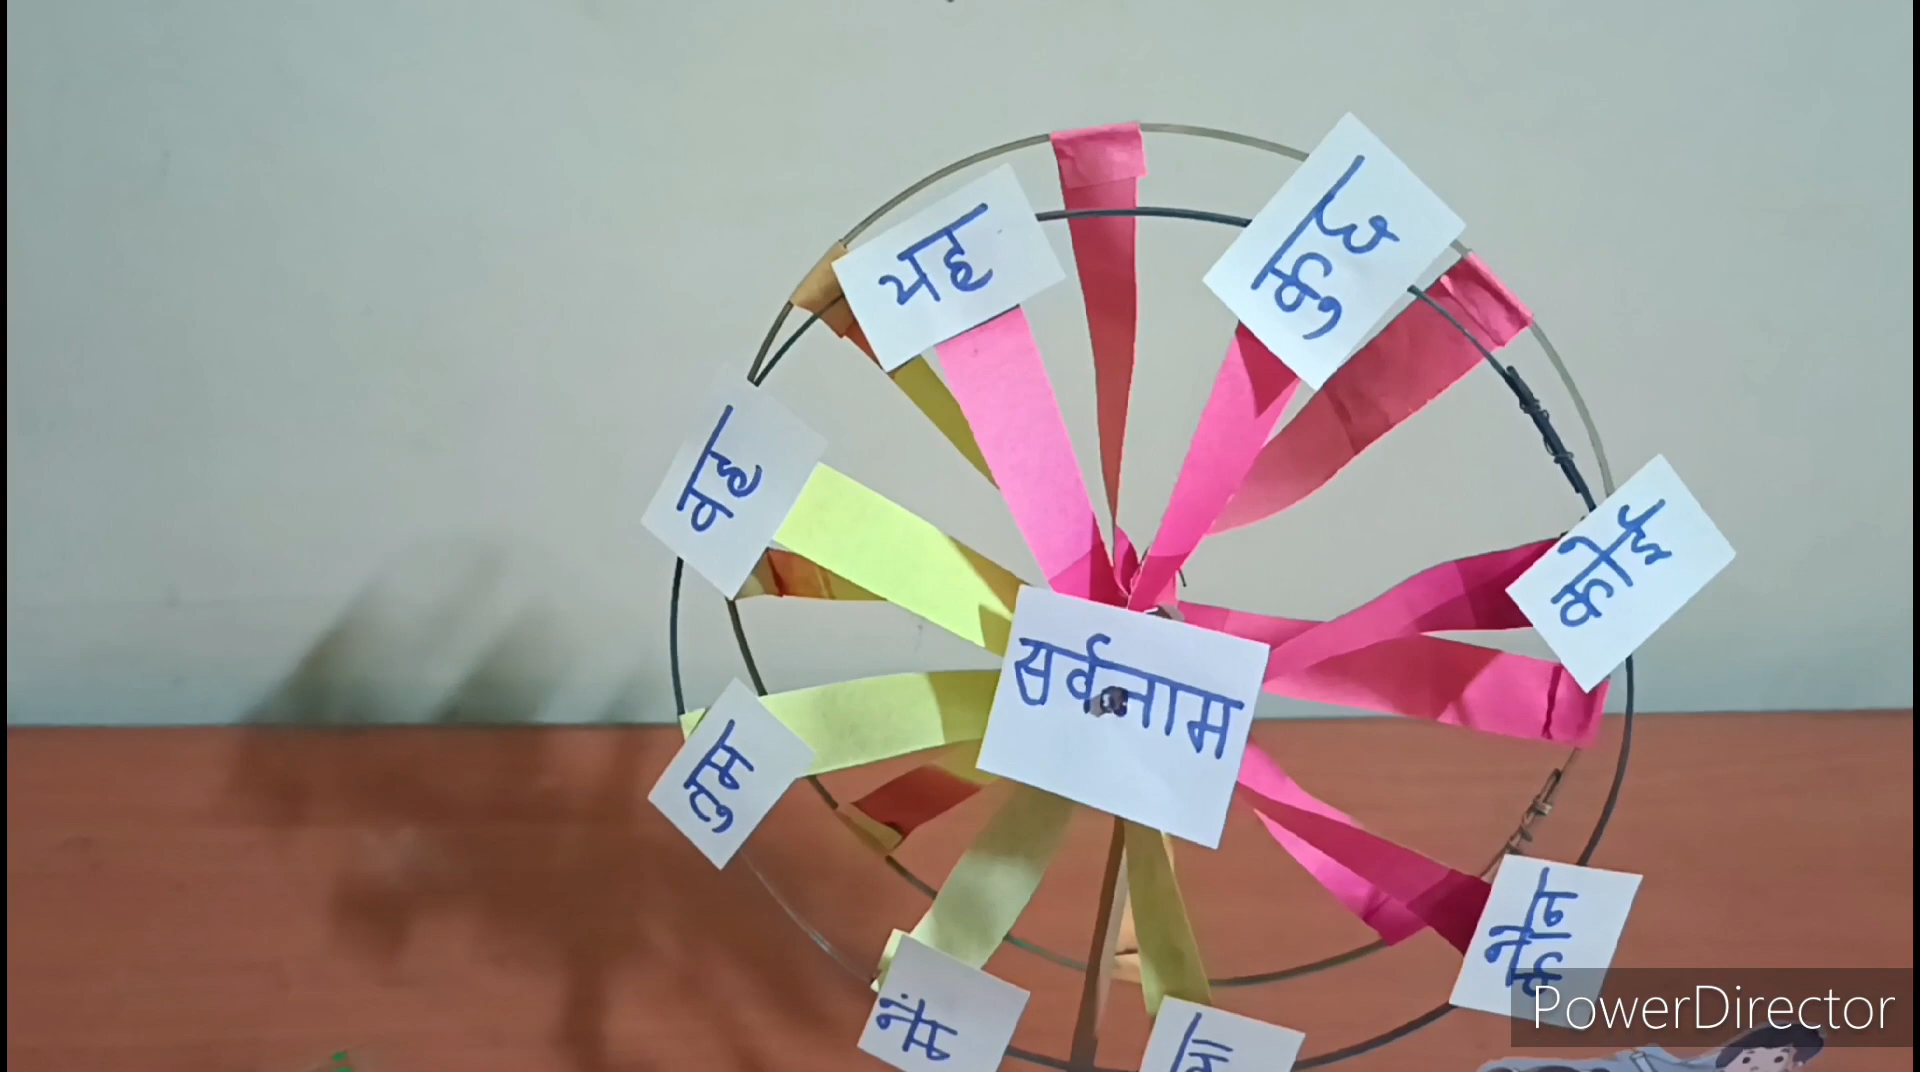 यह
कुछ
वह
कोई
सर्वनाम
तुम
कौन
मैं
PowerDirector